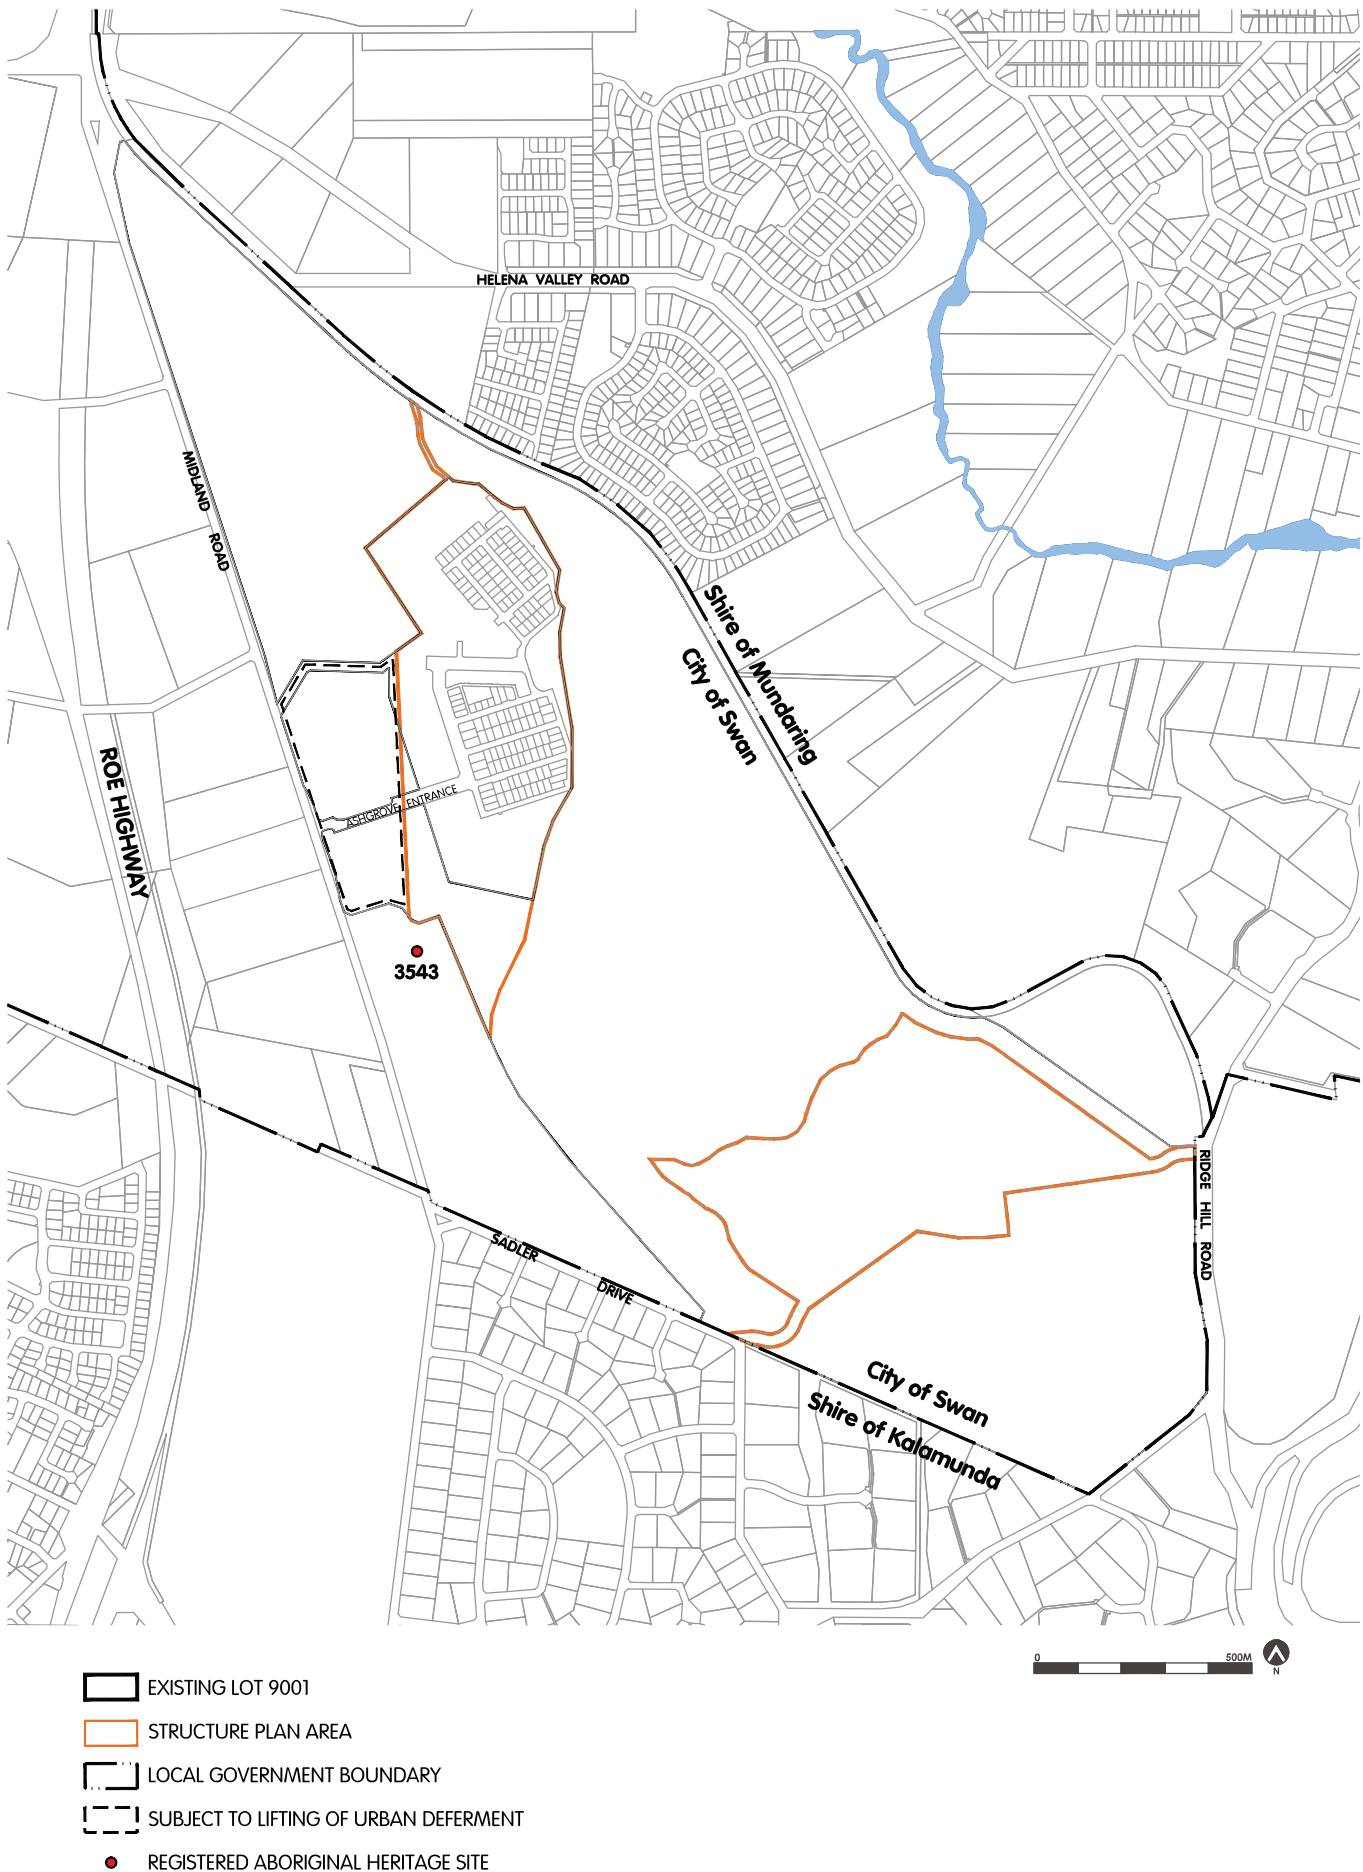 HELENA VALLEY ROAD
MIDLAND ROAD
Shire of Mundaring
City of Swan
ROE HIGHWAY
ASHGROVE ENTRANCE
3543
RIDGE HILL ROAD
SADLER DRIVE
City of Swan
Shire of Kalamunda
0 500M
N
EXISTING LOT 9001
STRUCTURE PLAN AREA
LOCAL GOVERNMENT BOUNDARY
SUBJECT TO LIFTING OF URBAN DEFERMENT
REGISTERED ABORIGINAL HERITAGE SITE